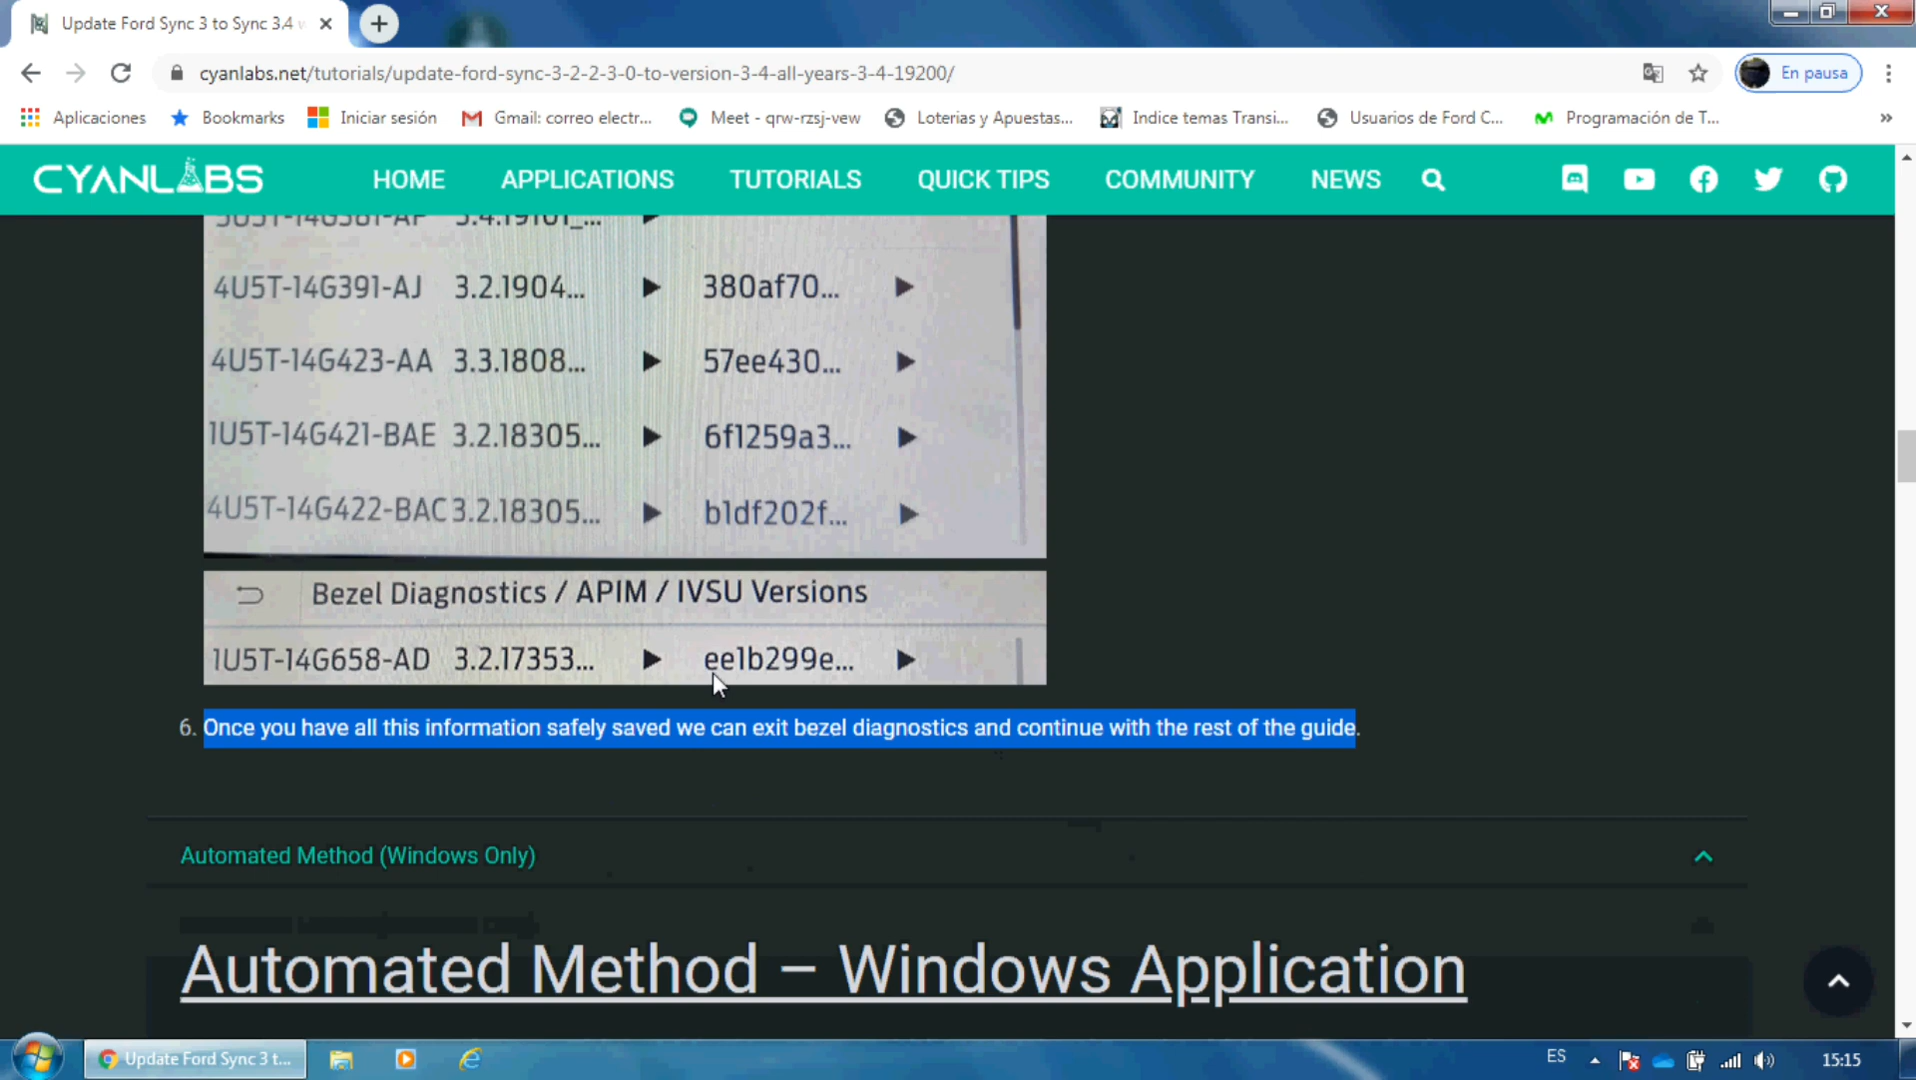 Update Ford Sync 3 to Sync 3.4
cyanlabs.net/tutorials/update-ford-sync-3-2-2-3-0-to-version-3-4-all-years-3-4-19200/
En pausa
Aplicaciones
Bookmarks
Iniciar sesión
Gmail: correo electr...
Meet - qrw-rzsj-vew
Loterias y Apuestas...
Indice temas Transi...
Usuarios de Ford C...
Programación de T...
»
CYANLABS
HOME
APPLICATIONS
TUTORIALS
QUICK TIPS
COMMUNITY
NEWS
4U5T-14G391-AJ 3.2.1904... 380af70...
4U5T-14G423-AA 3.3.1808... 57ee430...
1U5T-14G421-BAE 3.2.18305... 6f1259a3...
4U5T-14G422-BAC 3.2.18305... b1df202f...
Bezel Diagnostics / APIM / IVSU Versions
1U5T-14G658-AD 3.2.17353... ee1b299e...
6. Once you have all this information safely saved we can exit bezel diagnostics and continue with the rest of the guide.
Automated Method (Windows Only)
Automated Method – Windows Application
Update Ford Sync 3 t...
ES
15:15